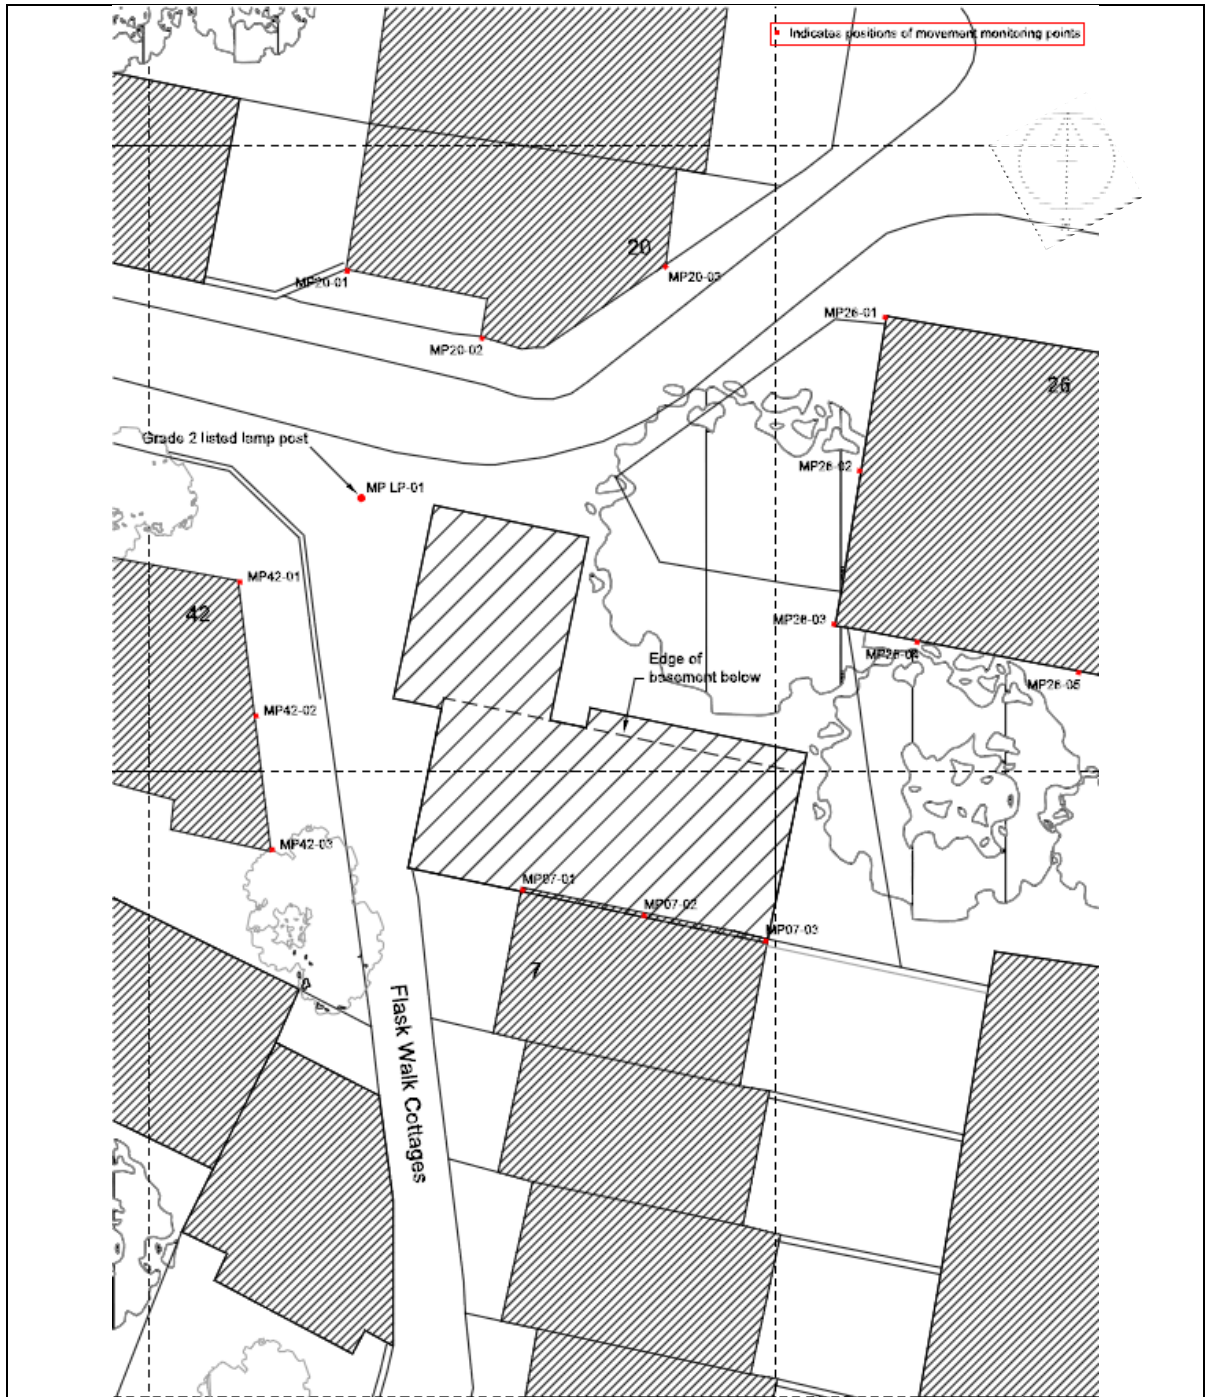 Indicates positions of movement monitoring points
20
MP20-01
MP20-03
MP20-02
MP26-01
26
Grade 2 listed lamp post
MP26-02
MP LP-01
MP42-01
42
MP26-03
MP26-04
Edge of
basement below
MP26-05
MP42-02
MP42-03
MP07-01
MP07-02
MP07-03
7
Flask Walk Cottages